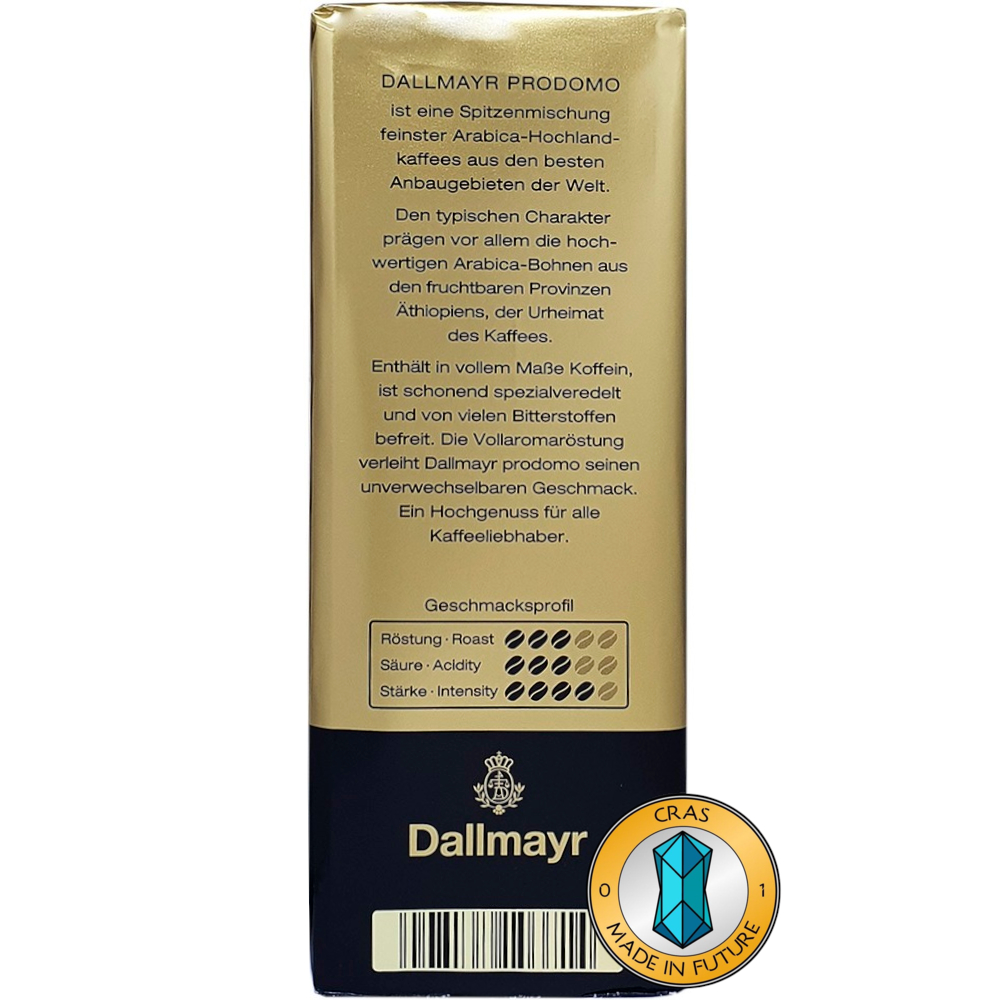 DALLMAYR PRODOMO
ist eine Spitzenmischung
feinster Arabica-Hochland-
kaffees aus den besten
Anbaugebieten der Welt.
Den typischen Charakter
prägen vor allem die hoch-
wertigen Arabica-Bohnen aus
den fruchtbaren Provinzen
Äthiopiens, der Urheimat
des Kaffees.
Enthält in vollem Maße Koffein,
ist schonend spezialveredelt
und von vielen Bitterstoffen
befreit. Die Vollaromaröstung
verleiht Dallmayr prodomo seinen
unverwechselbaren Geschmack.
Ein Hochgenuss für alle
Kaffeeliebhaber.
Geschmacksprofil
Röstung · Roast
Säure · Acidity
Stärke · Intensity
Dallmayr
CRAS
0 1
MADE IN FUTURE